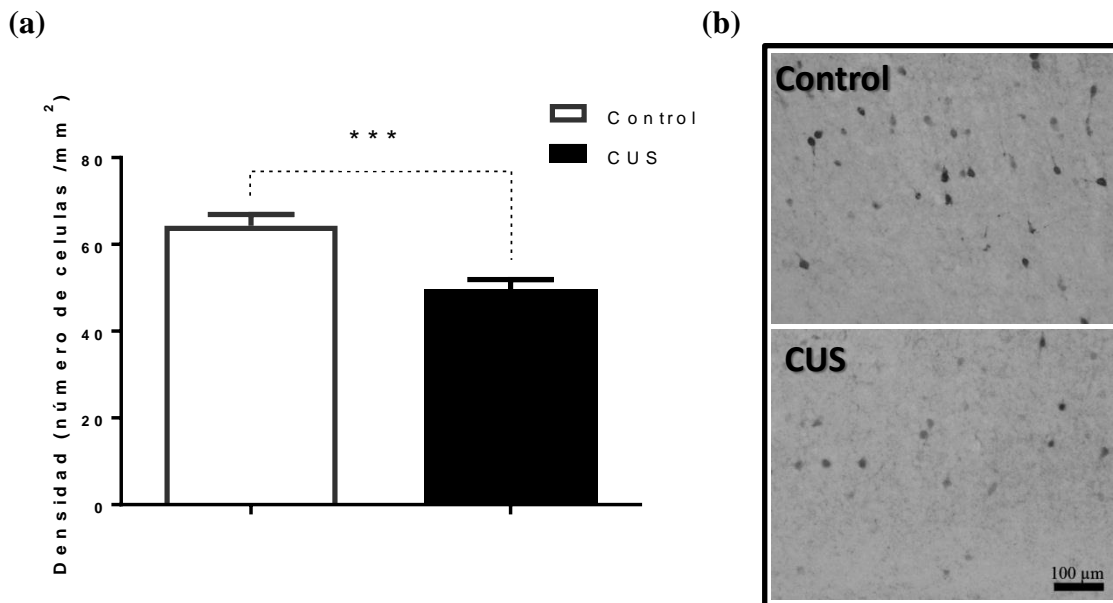 (a)
(b)
Densidad (número de celulas /mm²)
80
60
40
20
0
***
Control
CUS
Control
CUS
100 µm